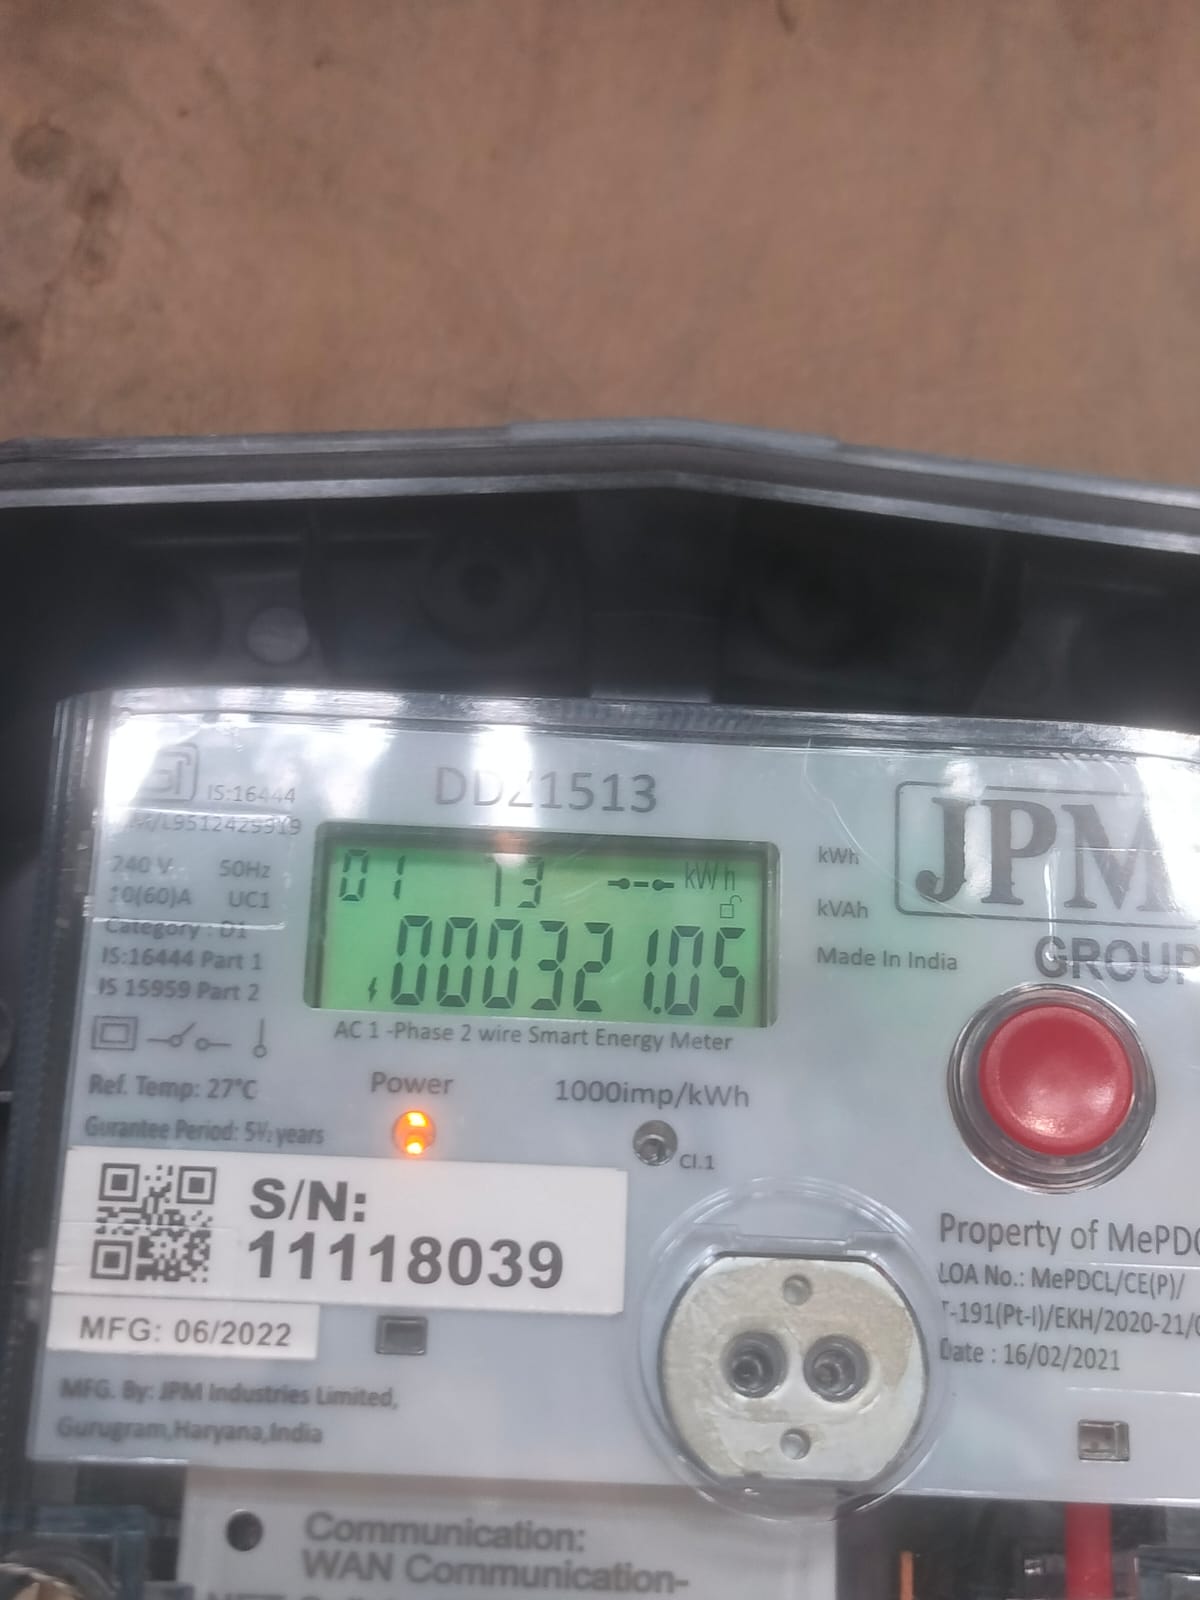 IS:16444
DDZ1513
240 V 50Hz
10(60)A UC1
Category : D1
IS:16444 Part 1
IS 15959 Part 2
01 13 kWh
000321.05
kWh
kVAh
Made In India
JPM
GROUP
AC 1 -Phase 2 wire Smart Energy Meter
Ref. Temp: 27°C
Power
1000imp/kWh
Gurantee Period: 5½ years
Cl.1
S/N:
11118039
MFG: 06/2022
Property of MePDC
LOA No.: MePDCL/CE(P)/
T-191(Pt-I)/EKH/2020-21/
Date : 16/02/2021
MFG. By: JPM Industries Limited,
Gurugram,Haryana,India
Communication:
WAN Communication-